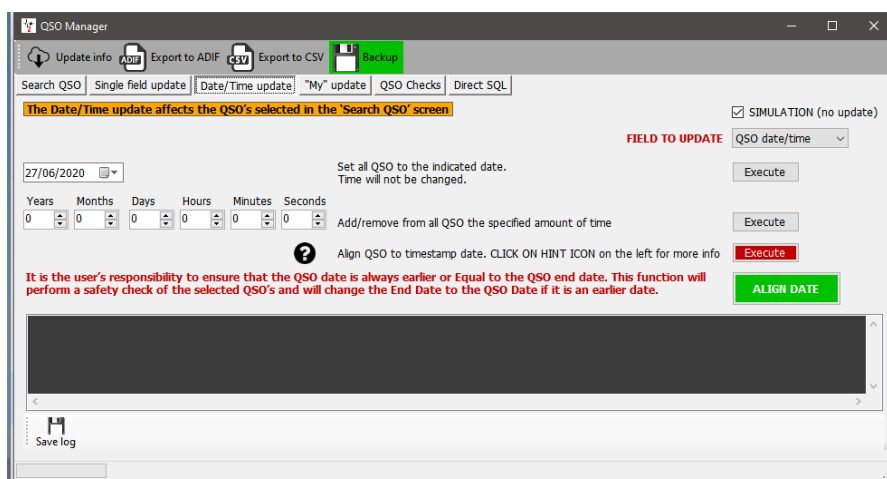 QSO Manager
Update info ADIF Export to ADIF CSV Export to CSV Backup
Search QSO Single field update Date/Time update "My" update QSO Checks Direct SQL
The Date/Time update affects the QSO's selected in the 'Search QSO' screen
SIMULATION (no update)
FIELD TO UPDATE QSO date/time
27/06/2020
Set all QSO to the indicated date.
Time will not be changed.
Execute
Years Months Days Hours Minutes Seconds
0 0 0 0 0 0
Add/remove from all QSO the specified amount of time
Execute
? Align QSO to timestamp date. CLICK ON HINT ICON on the left for more info
Execute
It is the user's responsibility to ensure that the QSO date is always earlier or Equal to the QSO end date. This function will
perform a safety check of the selected QSO's and will change the End Date to the QSO Date if it is an earlier date.
ALIGN DATE
Save log